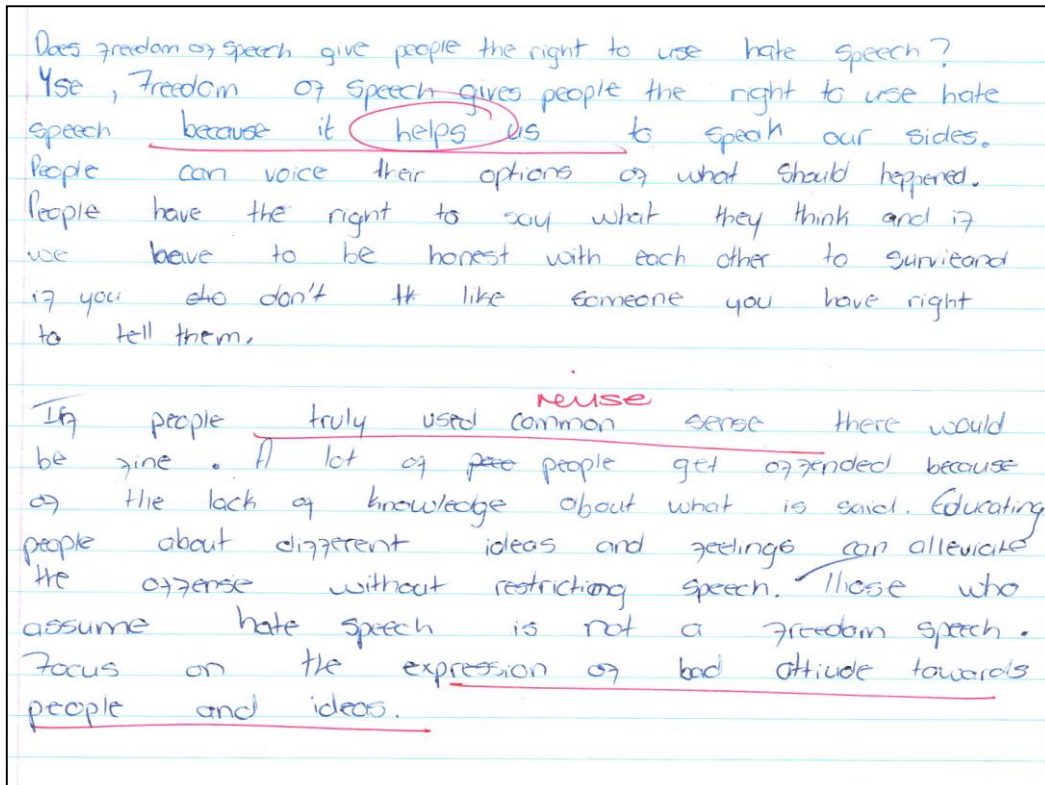 Does freedom of speech give people the right to use hate speech?
Yse, Freedom of speech gives people the right to use hate
speech because it helps us to speak our sides.
People can voice their options of what should heppened.
People have the right to say what they think and if
we beave to be honest with each other to survieand
if you don't like someone you have right
to tell them.
reuse
If people truly used common sense there would
be fine. A lot of people get offended because
of the lack of knowledge about what is said. Educating
people about different ideas and feelings can alleviate
the offense without restricting speech. Those who
assume hate speech is not a freedom speech.
Focus on the expression of bad attiude towards
people and ideas.